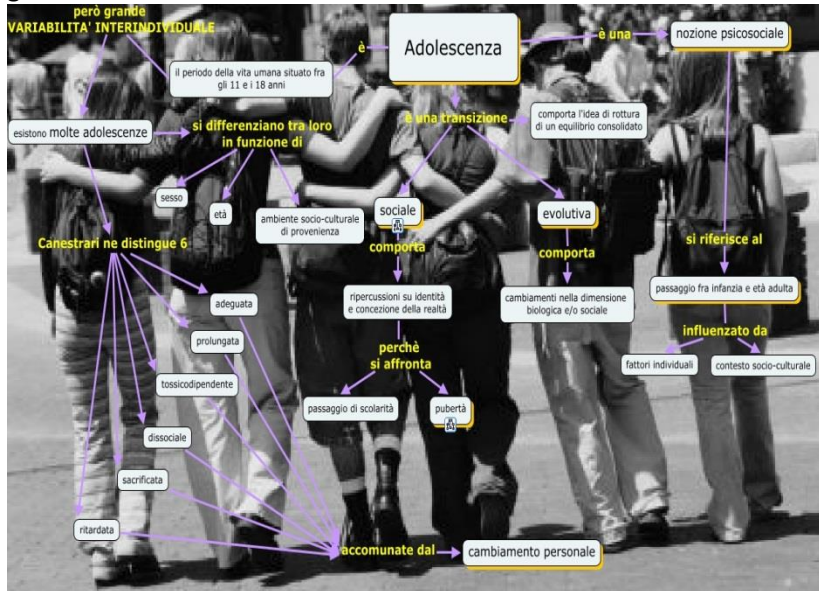 però grande
VARIABILITA' INTERINDIVIDUALE
è
Adolescenza
è una
nozione psicosociale
il periodo della vita umana situato fra
gli 11 e i 18 anni
esistono molte adolescenze
si differenziano tra loro
in funzione di
è una transizione
comporta l'idea di rottura
di un equilibrio consolidato
sesso
età
ambiente socio-culturale
di provenienza
sociale
evolutiva
Canestrari ne distingue 6
comporta
comporta
si riferisce al
adeguata
ripercussioni su identità
e concezione della realtà
cambiamenti nella dimensione
biologica e/o sociale
passaggio fra infanzia e età adulta
prolungata
perchè
si affronta
influenzato da
tossicodipendente
fattori individuali
contesto socio-culturale
passaggio di scolarità
pubertà
dissociale
sacrificata
ritardata
accomunate dal
cambiamento personale